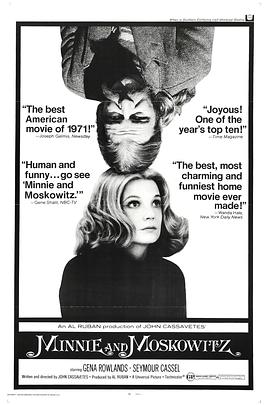 "The best
American
movie of 1971!"
—Joseph Gelmis, Newsday
"Joyous!
One of the
year's top ten!"
—Time Magazine
"Human and
funny...go see
'Minnie and
Moskowitz.'"
—Gene Shalit, NBC-TV
"The best, most
charming and
funniest home
movie ever
made!"
—Wanda Hale,
New York Daily News
An AL RUBAN production of JOHN CASSAVETES'
MINNIE AND MOSKOWITZ
starring GENA ROWLANDS · SEYMOUR CASSEL
Written and directed by JOHN CASSAVETES · Produced by AL RUBAN · A Universal Picture · Technicolor®